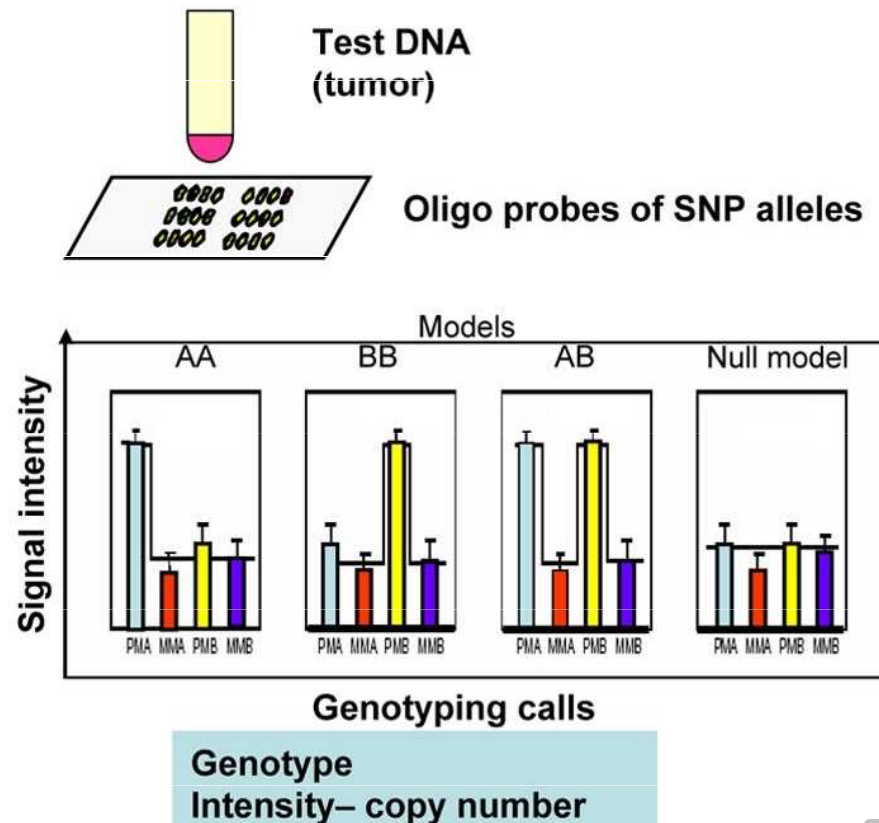 Test DNA
(tumor)
Oligo probes of SNP alleles
Models
AA BB AB Null model
Signal intensity
PMA MMA PMB MMB PMA MMA PMB MMB PMA MMA PMB MMB PMA MMA PMB MMB
Genotyping calls
Genotype
Intensity– copy number